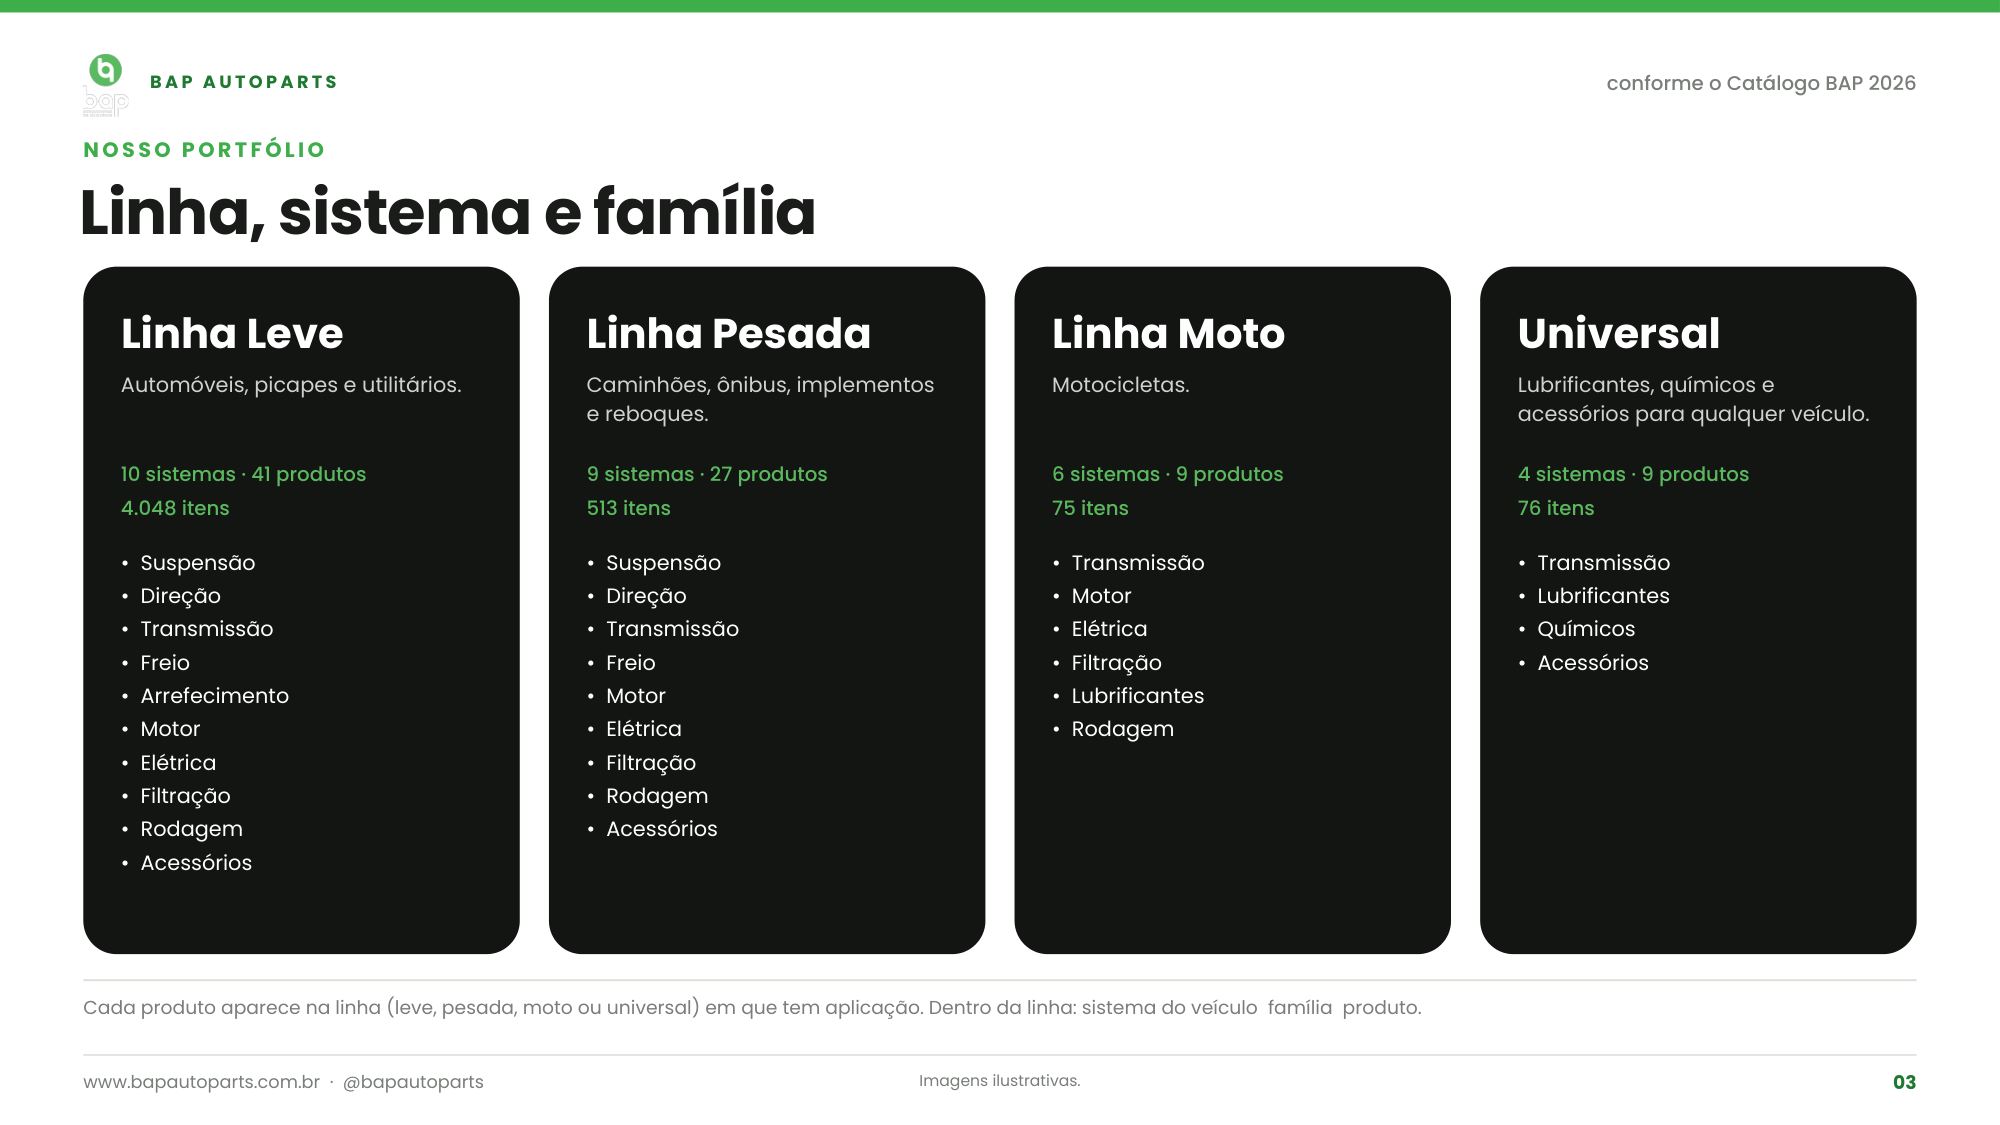 bap
BAP AUTOPARTS
conforme o Catálogo BAP 2026
NOSSO PORTFÓLIO
Linha, sistema e família
Linha Leve
Automóveis, picapes e utilitários.
10 sistemas · 41 produtos
4.048 itens
• Suspensão
• Direção
• Transmissão
• Freio
• Arrefecimento
• Motor
• Elétrica
• Filtração
• Rodagem
• Acessórios
Linha Pesada
Caminhões, ônibus, implementos
e reboques.
9 sistemas · 27 produtos
513 itens
• Suspensão
• Direção
• Transmissão
• Freio
• Motor
• Elétrica
• Filtração
• Rodagem
• Acessórios
Linha Moto
Motocicletas.
6 sistemas · 9 produtos
75 itens
• Transmissão
• Motor
• Elétrica
• Filtração
• Lubrificantes
• Rodagem
Universal
Lubrificantes, químicos e
acessórios para qualquer veículo.
4 sistemas · 9 produtos
76 itens
• Transmissão
• Lubrificantes
• Químicos
• Acessórios
Cada produto aparece na linha (leve, pesada, moto ou universal) em que tem aplicação. Dentro da linha: sistema do veículo família produto.
www.bapautoparts.com.br · @bapautoparts
Imagens ilustrativas.
03